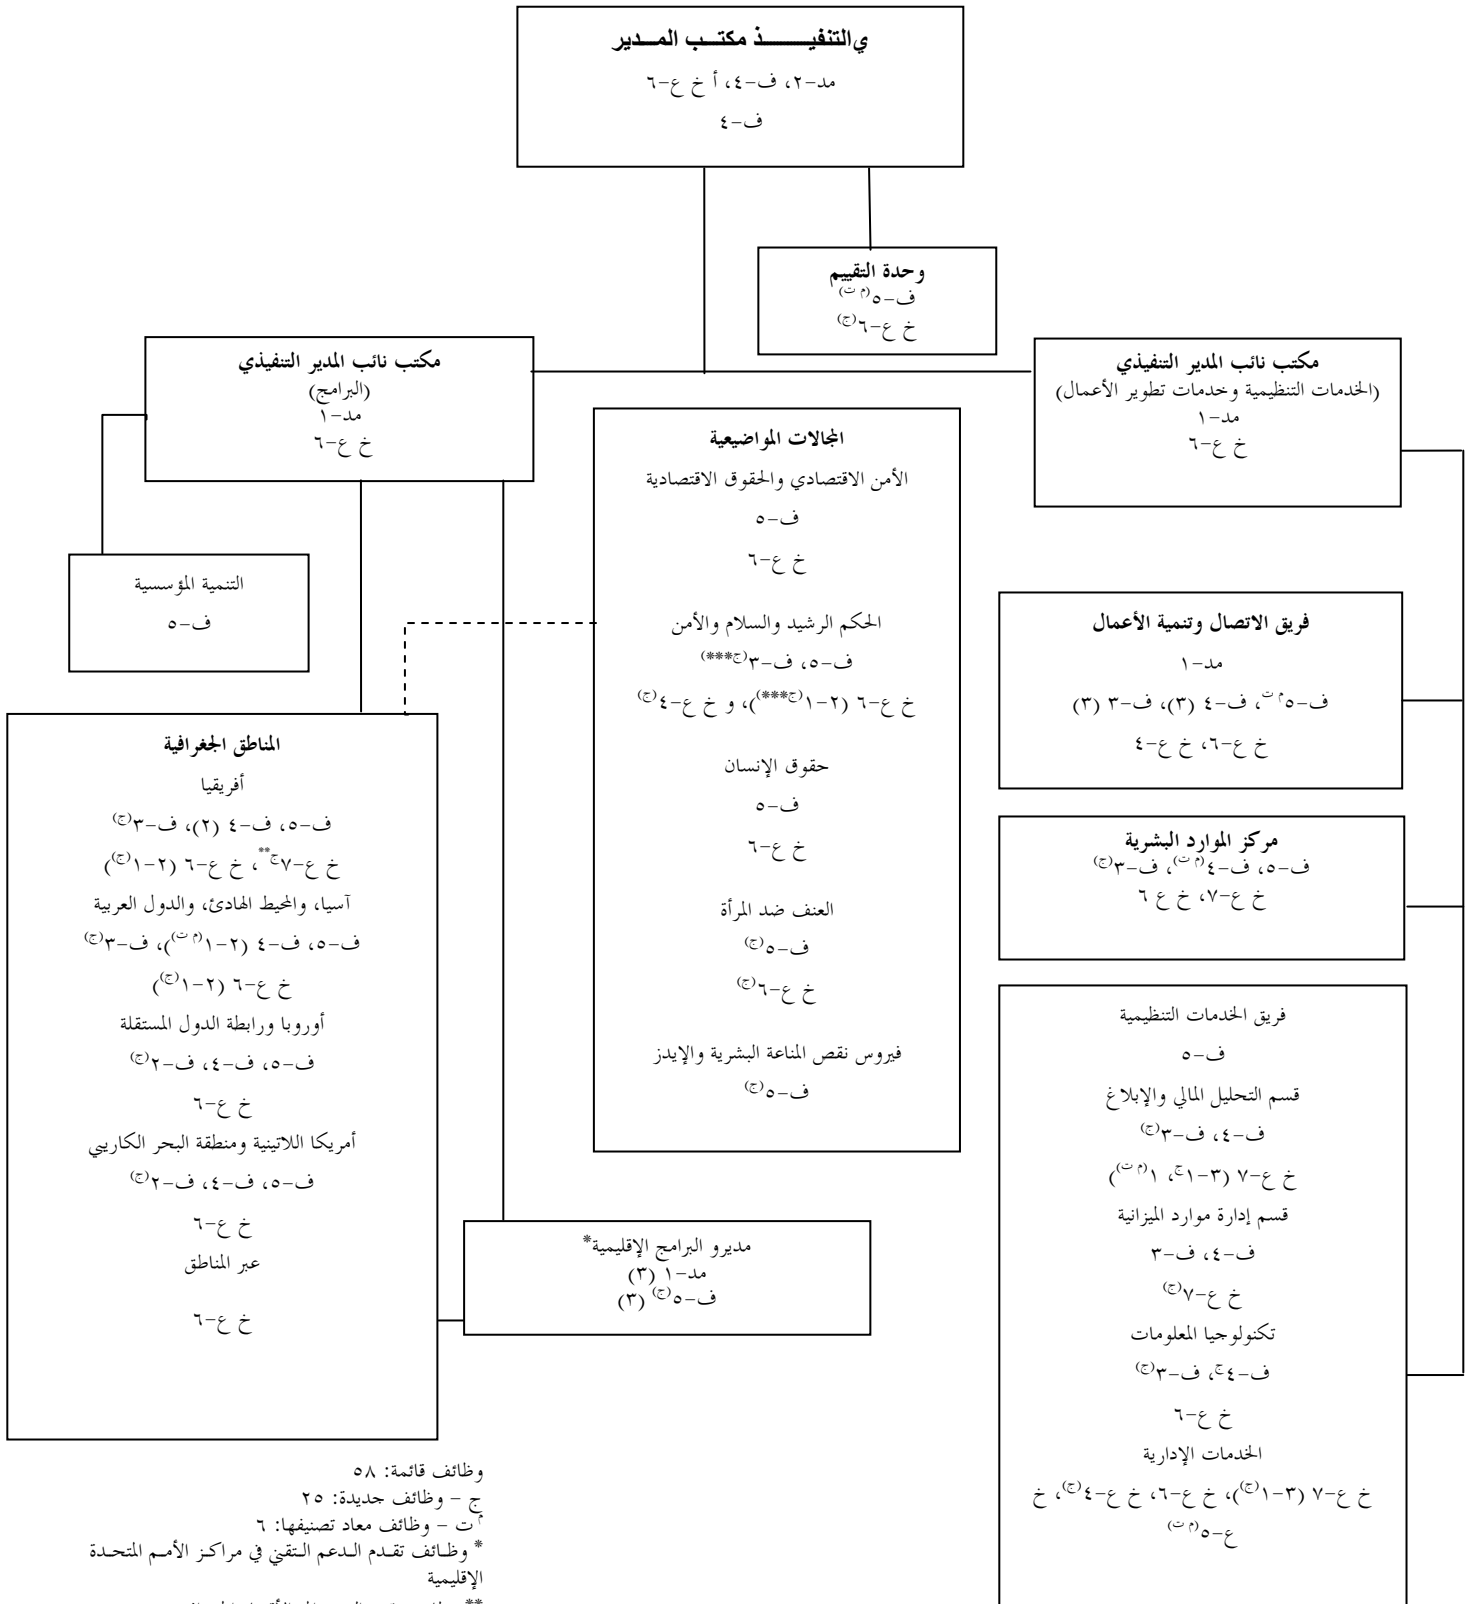 مكتب المدير التنفيذي
مد-٢، ف-٤، أ خ ع-٦
ف-٤
وحدة التقييم
ف-٥(م ت)
خ ع-٦(ج)
مكتب نائب المدير التنفيذي
(البرامج)
مد-١
خ ع-٦
مكتب نائب المدير التنفيذي
(الخدمات التنظيمية وخدمات تطوير الأعمال)
مد-١
خ ع-٦
المجالات المواضيعية
الأمن الاقتصادي والحقوق الاقتصادية
ف-٥
خ ع-٦
الحكم الرشيد والسلام والأمن
ف-٥، ف-٣(ج***)
خ ع-٦ (٢-١(ج***))، و خ ع-٤(ج)
حقوق الإنسان
ف-٥
خ ع-٦
العنف ضد المرأة
ف-٥(ج)
خ ع-٦(ج)
فيروس نقص المناعة البشرية والإيدز
ف-٥(ج)
التنمية المؤسسية
ف-٥
فريق الاتصال وتنمية الأعمال
مد-١
ف-٥م ت، ف-٤ (٣)، ف-٣ (٣)
خ ع-٦، خ ع-٤
مركز الموارد البشرية
ف-٥، ف-٤(م ت)، ف-٣(ج)
خ ع-٧، خ ع ٦
المناطق الجغرافية
أفريقيا
ف-٥، ف-٤ (٢)، ف-٣(ج)
خ ع-٧ج**، خ ع-٦ (٢-١(ج))
آسيا، والمحيط الهادئ، والدول العربية
ف-٥، ف-٤ (٢-١(م ت))، ف-٣(ج)
خ ع-٦ (٢-١(ج))
أوروبا ورابطة الدول المستقلة
ف-٥، ف-٤، ف-٢(ج)
خ ع-٦
أمريكا اللاتينية ومنطقة البحر الكاريبي
ف-٥، ف-٤، ف-٢(ج)
خ ع-٦
عبر المناطق
خ ع-٦
مديرو البرامج الإقليمية*
مد-١ (٣)
ف-٥(ج) (٣)
فريق الخدمات التنظيمية
ف-٥
قسم التحليل المالي والإبلاغ
ف-٤، ف-٣(ج)
خ ع-٧ (٣-١ج، ١(م ت))
قسم إدارة موارد الميزانية
ف-٤، ف-٣
خ ع-٧(ج)
تكنولوجيا المعلومات
ف-٤ج، ف-٣(ج)
خ ع-٦
الخدمات الإدارية
خ ع-٧ (٣-١(ج))، خ ع-٦، خ ع-٤(ج)، خ
ع-٥(م ت)
وظائف قائمة: ٥٨
ج - وظائف جديدة: ٢٥
م ت - وظائف معاد تصنيفها: ٦
* وظائف تقدم الدعم التقني في مراكز الأمم المتحدة
الإقليمية